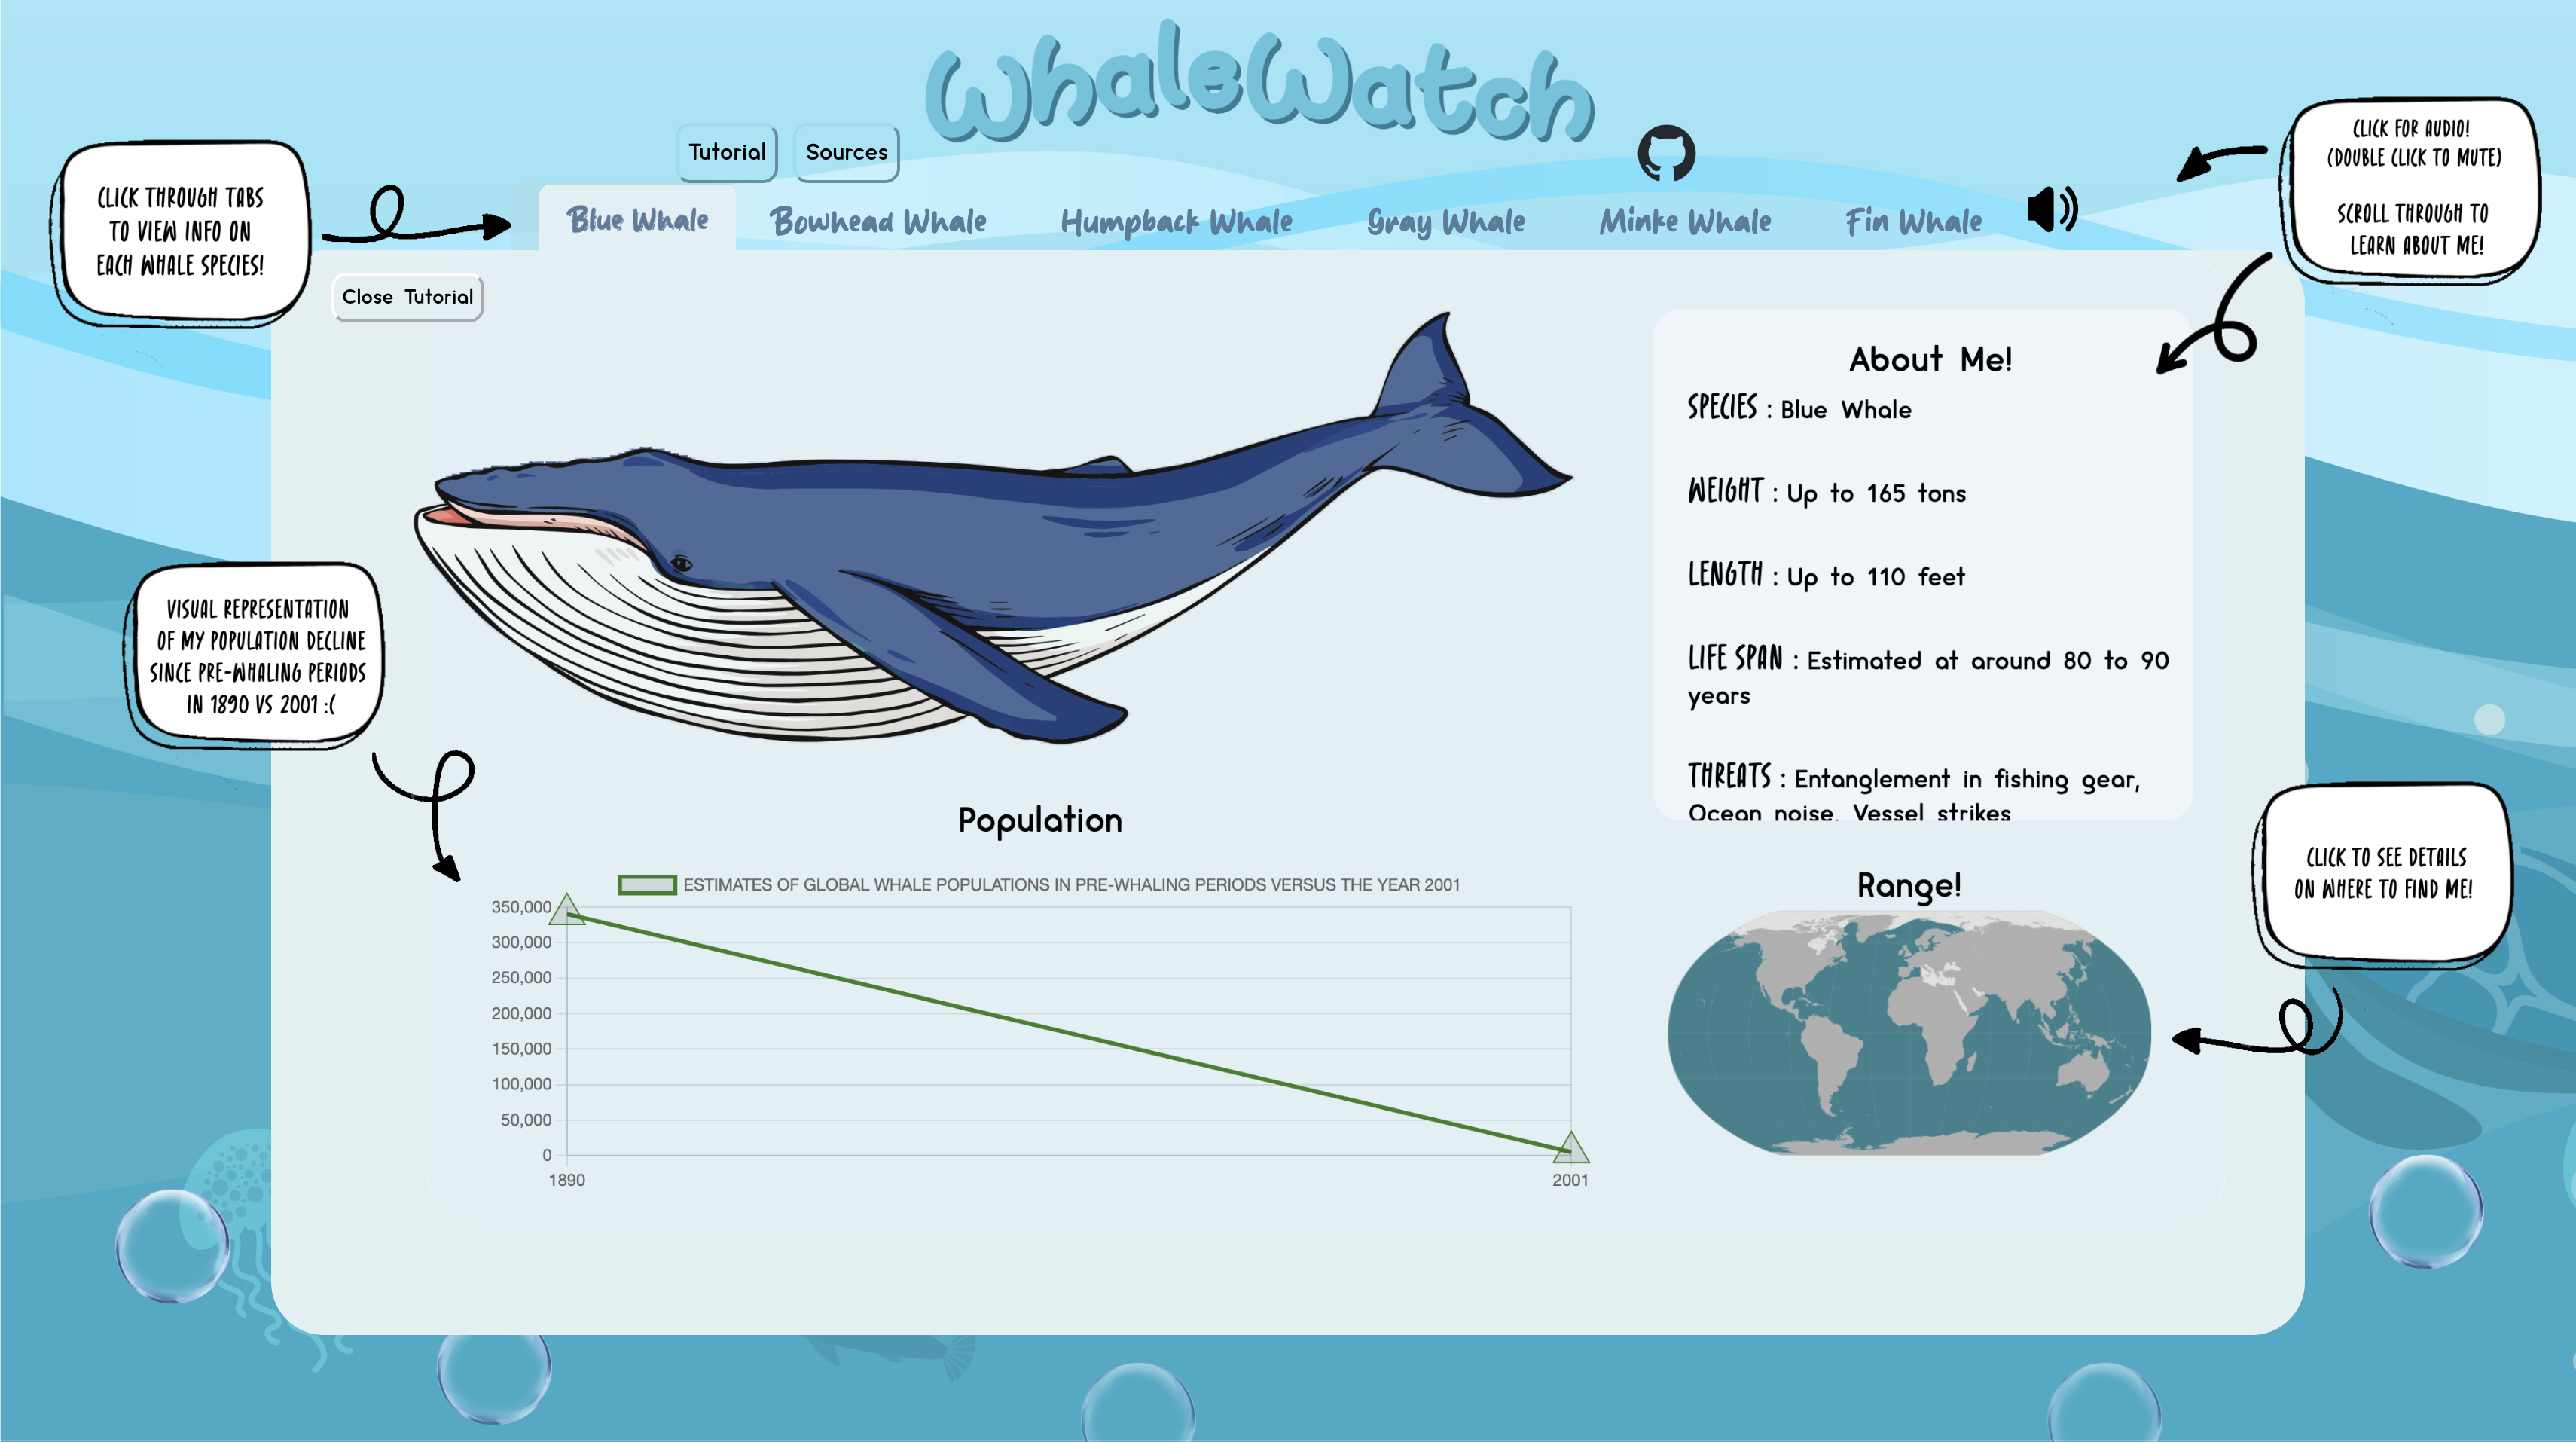 WhaleWatch
Tutorial
Sources
CLICK THROUGH TABS
TO VIEW INFO ON
EACH WHALE SPECIES!
CLICK FOR AUDIO!
(DOUBLE CLICK TO MUTE)
SCROLL THROUGH TO
LEARN ABOUT ME!
Blue Whale
Bowhead Whale
Humpback Whale
Gray Whale
Minke Whale
Fin Whale
Close Tutorial
About Me!
SPECIES : Blue Whale
WEIGHT : Up to 165 tons
LENGTH : Up to 110 feet
LIFE SPAN : Estimated at around 80 to 90
years
THREATS : Entanglement in fishing gear,
Ocean noise, Vessel strikes
VISUAL REPRESENTATION
OF MY POPULATION DECLINE
SINCE PRE-WHALING PERIODS
IN 1890 VS 2001 :(
Population
ESTIMATES OF GLOBAL WHALE POPULATIONS IN PRE-WHALING PERIODS VERSUS THE YEAR 2001
350,000
300,000
250,000
200,000
150,000
100,000
50,000
0
1890
2001
Range!
CLICK TO SEE DETAILS
ON WHERE TO FIND ME!